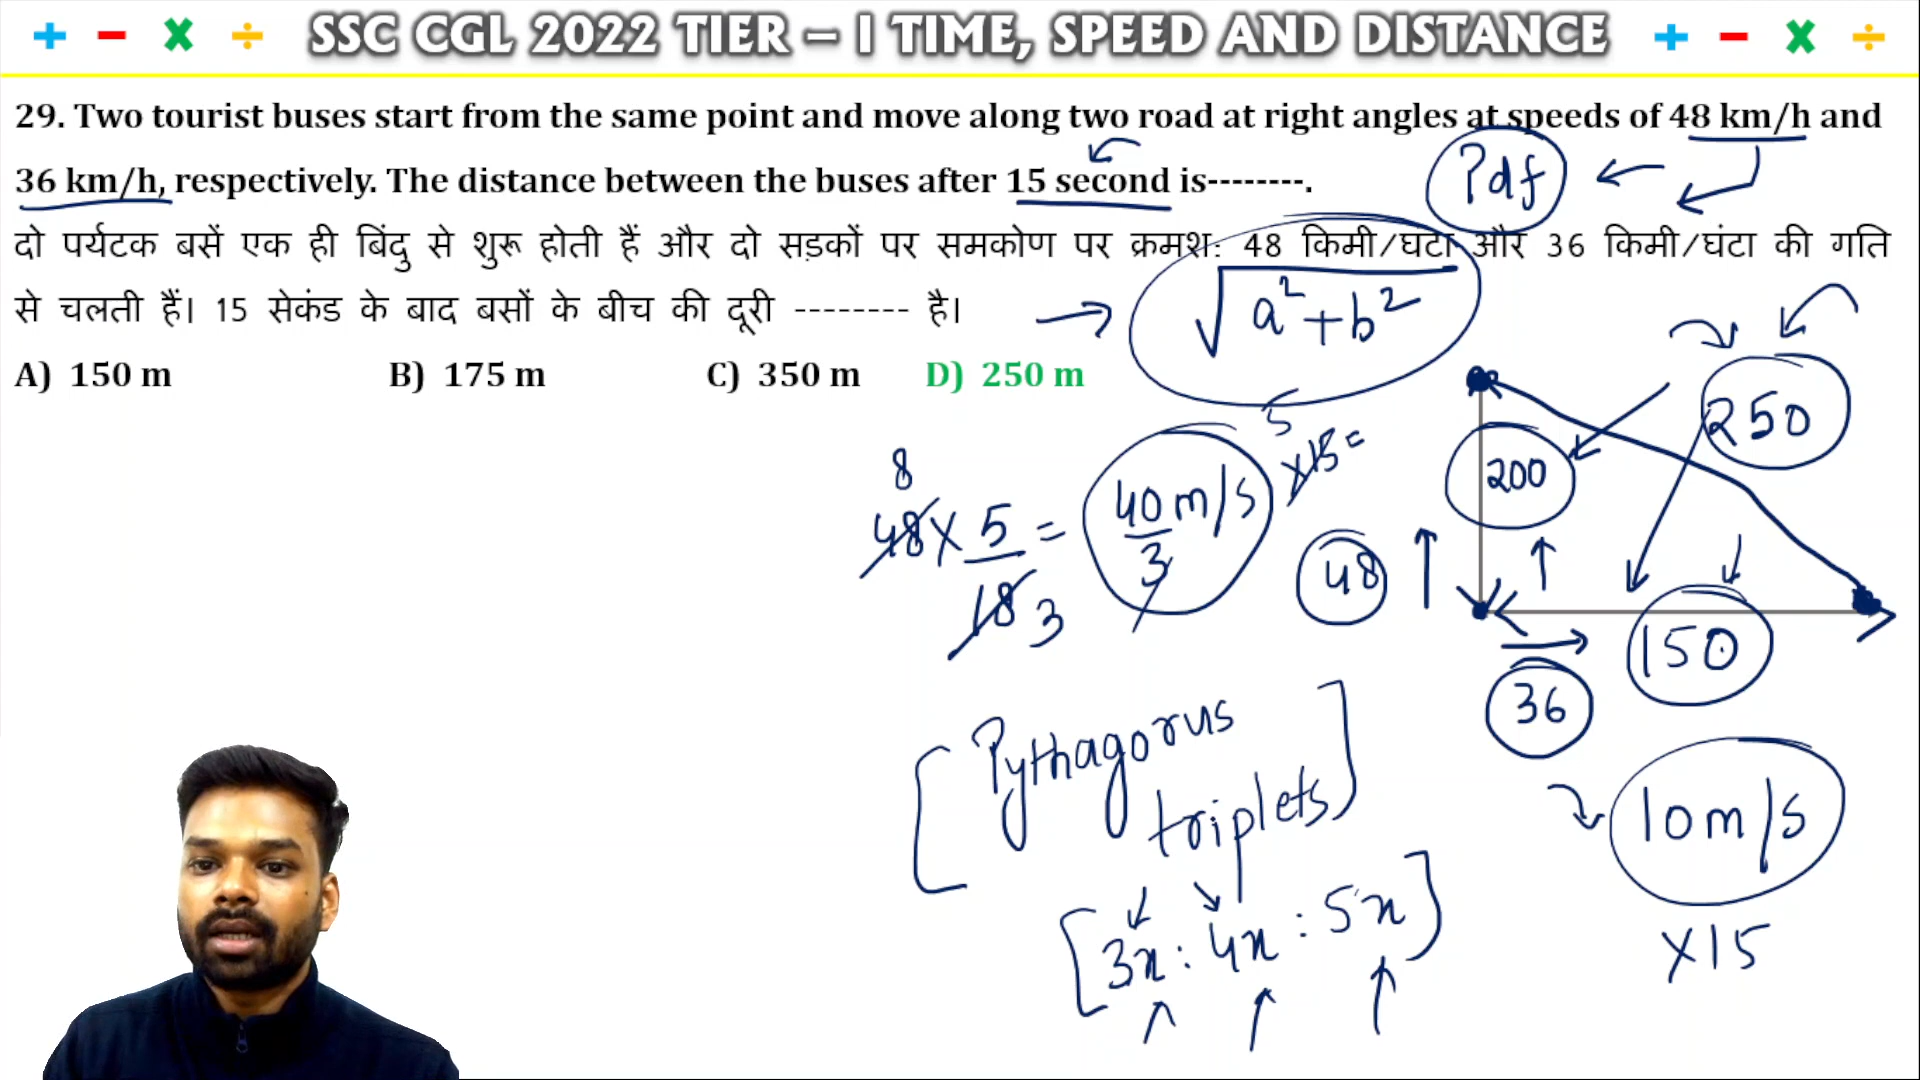 + - × ÷ SSC CGL 2022 TIER – I TIME, SPEED AND DISTANCE + - × ÷
29. Two tourist buses start from the same point and move along two road at right angles at speeds of 48 km/h and
36 km/h, respectively. The distance between the buses after 15 second is--------.
Pdf
दो पर्यटक बसें एक ही बिंदु से शुरू होती हैं और दो सड़कों पर समकोण पर क्रमश: 48 किमी/घंटा और 36 किमी/घंटा की गति
से चलती हैं। 15 सेकंड के बाद बसों के बीच की दूरी -------- है।
√a²+b²
A) 150 m B) 175 m C) 350 m D) 250 m
250
200
8
48 × 5/18 3 = 40/3 m/s ×15 = 5
48
150
36
[Pythagorus
triplets]
10 m/s
×15
[3x : 4x : 5x]